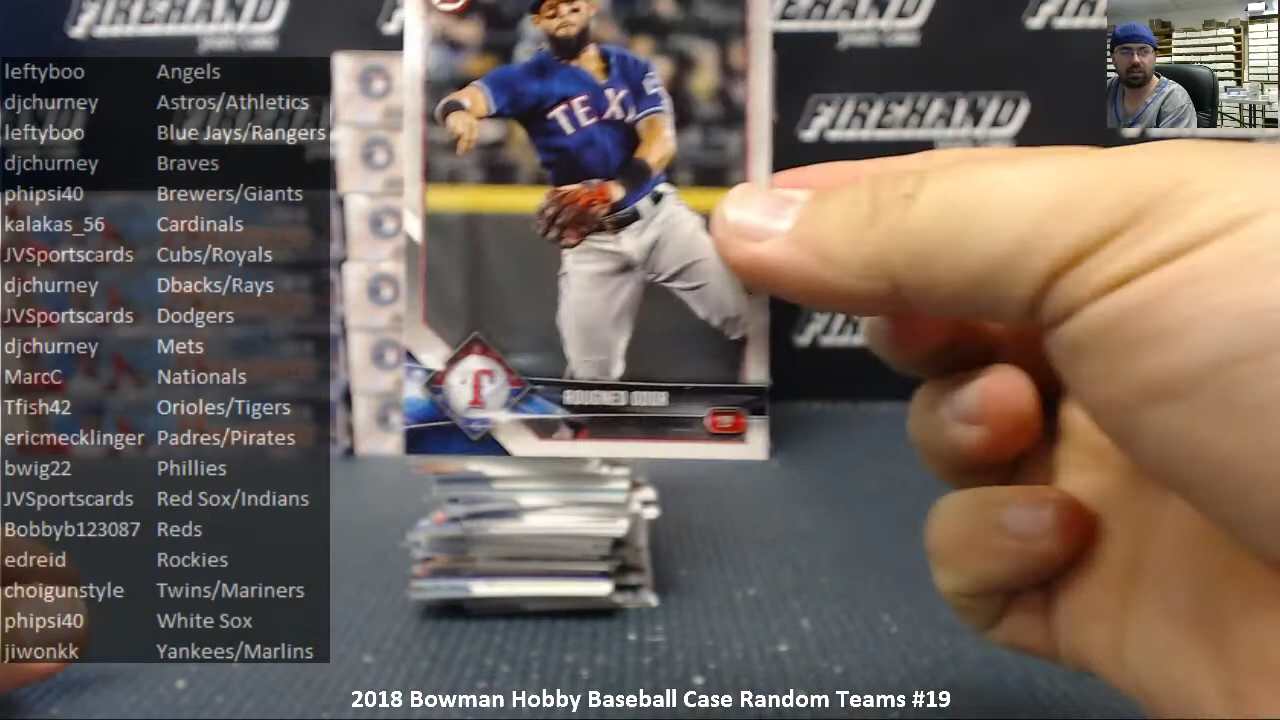 FIREHAND
leftyboo Angels
djchurney Astros/Athletics
leftyboo Blue Jays/Rangers
djchurney Braves
phipsi40 Brewers/Giants
kalakas_56 Cardinals
JVSportscards Cubs/Royals
djchurney Dbacks/Rays
JVSportscards Dodgers
djchurney Mets
MarcC Nationals
Tfish42 Orioles/Tigers
ericmecklinger Padres/Pirates
bwig22 Phillies
JVSportscards Red Sox/Indians
Bobbyb123087 Reds
edreid Rockies
choigunstyle Twins/Mariners
phipsi40 White Sox
jiwonkk Yankees/Marlins
FIREHAND
TEX
T
ROUGNED ODOR
2018 Bowman Hobby Baseball Case Random Teams #19